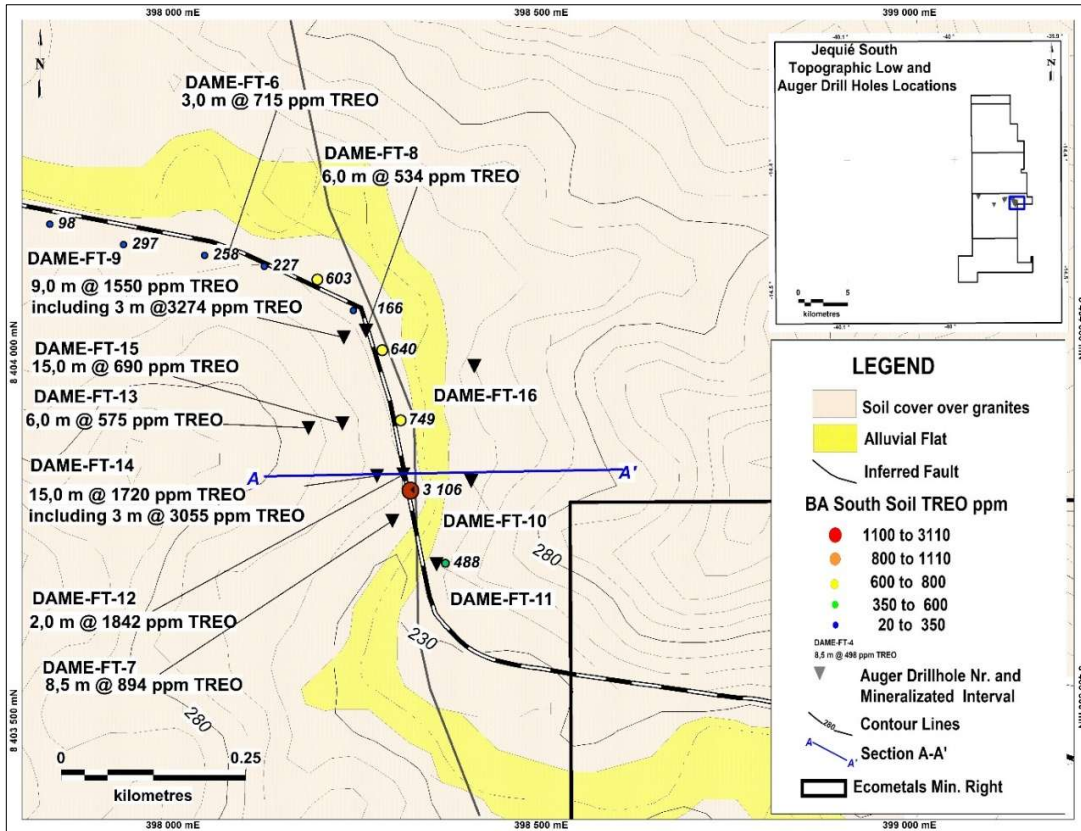 398 000 mE
398 500 mE
399 000 mE
N
DAME-FT-6
3,0 m @ 715 ppm TREO
DAME-FT-8
6,0 m @ 534 ppm TREO
98
297
258
227
603
166
DAME-FT-9
9,0 m @ 1550 ppm TREO
including 3 m @3274 ppm TREO
640
DAME-FT-15
15,0 m @ 690 ppm TREO
DAME-FT-16
DAME-FT-13
6,0 m @ 575 ppm TREO
749
DAME-FT-14
15,0 m @ 1720 ppm TREO
including 3 m @ 3055 ppm TREO
A
A'
3 106
DAME-FT-10
280
488
DAME-FT-11
DAME-FT-12
2,0 m @ 1842 ppm TREO
230
DAME-FT-7
8,5 m @ 894 ppm TREO
280
0
0.25
kilometres
8 404 000 mN
8 403 500 mN
398 000 mE
398 500 mE
399 000 mE
Jequié South
Topographic Low and
Auger Drill Holes Locations
N
0
5
kilometres
LEGEND
Soil cover over granites
Alluvial Flat
Inferred Fault
BA South Soil TREO ppm
1100 to 3110
800 to 1110
600 to 800
350 to 600
20 to 350
DAME-FT-4
8,5 m @ 498 ppm TREO
Auger Drillhole Nr. and
Mineralizated Interval
280
Contour Lines
A
A'
Section A-A'
Ecometals Min. Right